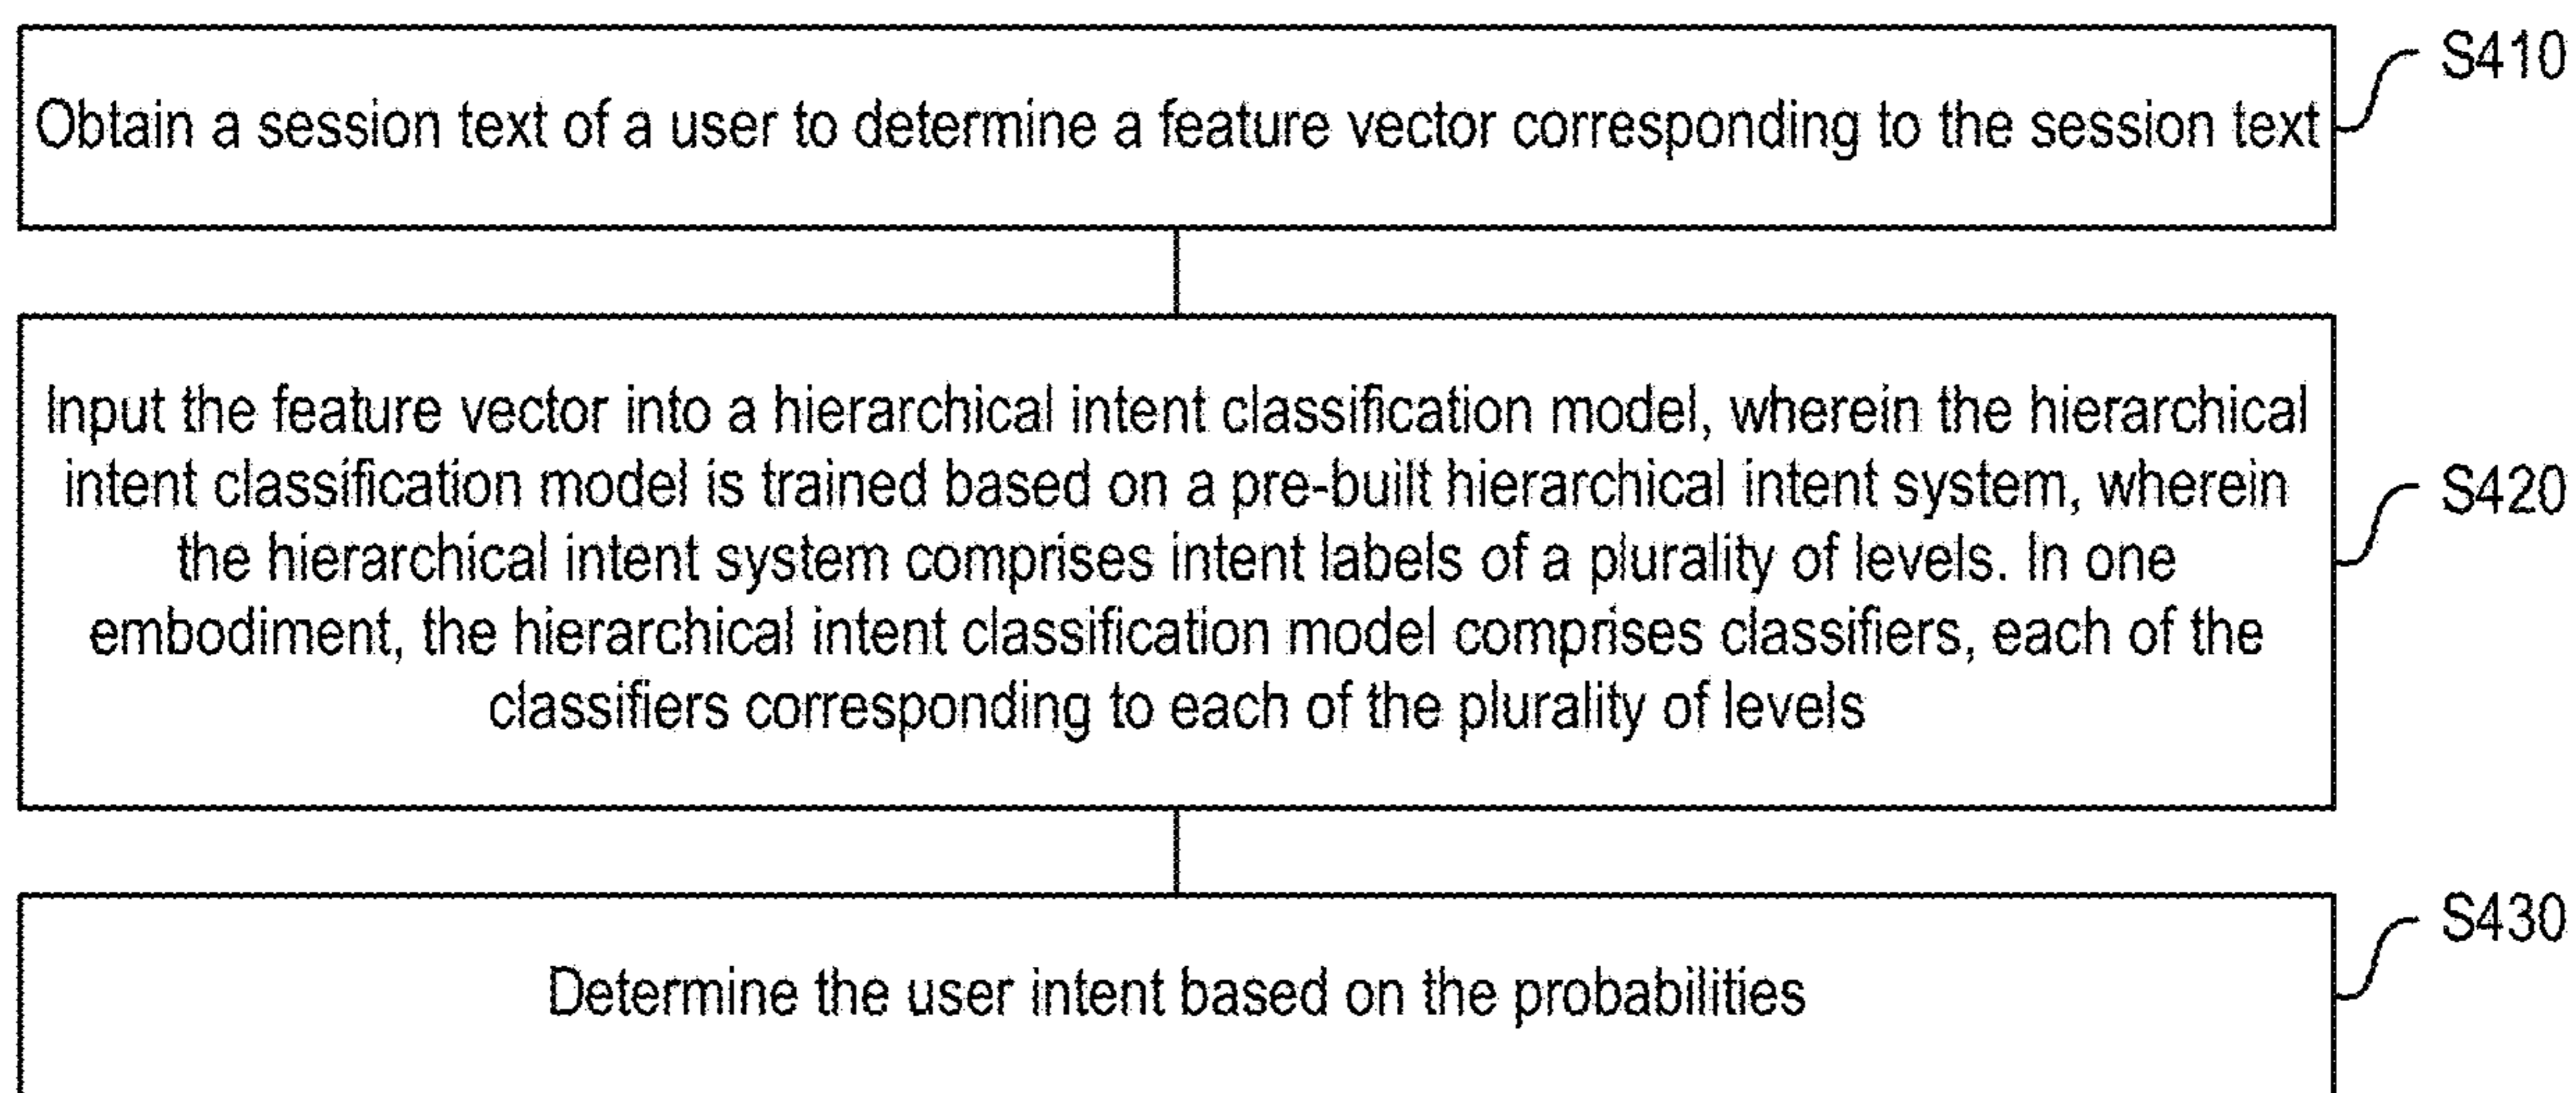 S410
Obtain a session text of a user to determine a feature vector corresponding to the session text
Input the feature vector into a hierarchical intent classification model, wherein the hierarchical
intent classification model is trained based on a pre-built hierarchical intent system, wherein
the hierarchical intent system comprises intent labels of a plurality of levels. In one
embodiment, the hierarchical intent classification model comprises classifiers, each of the
classifiers corresponding to each of the plurality of levels
S420
S430
Determine the user intent based on the probabilities